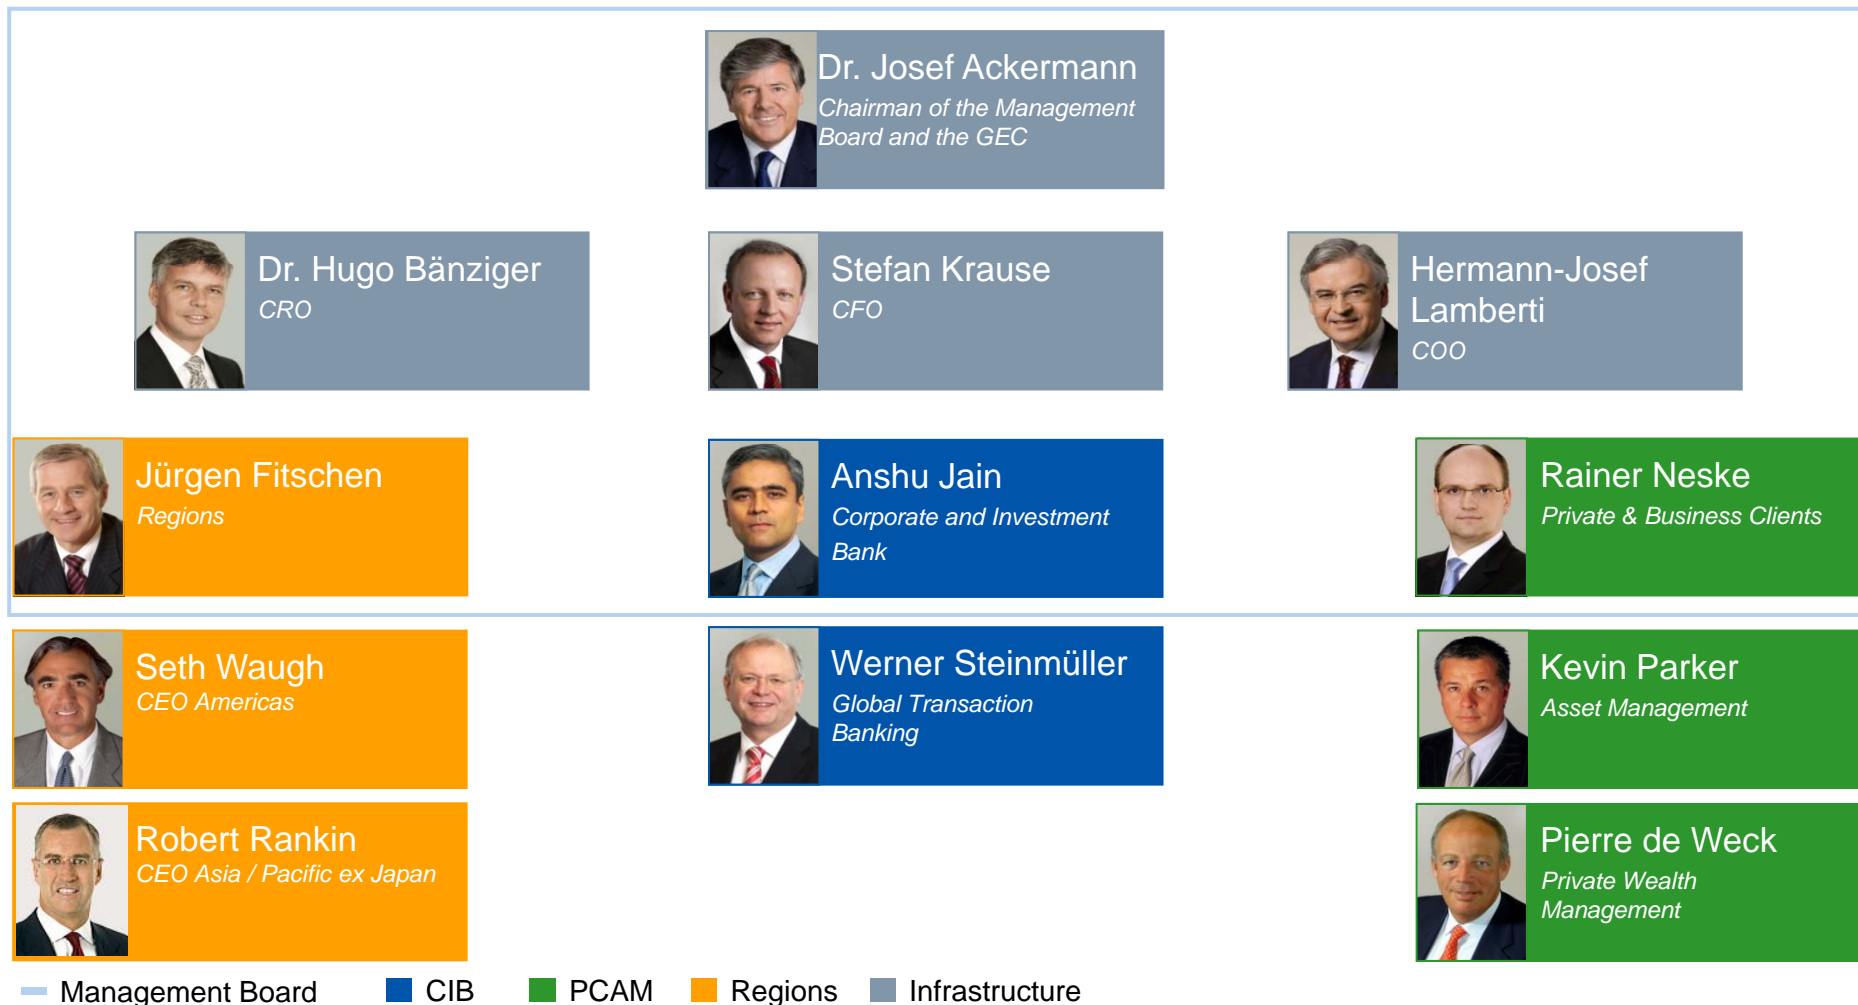 Dr. Josef Ackermann
Chairman of the Management
Board and the GEC
Dr. Hugo Bänziger
CRO
Stefan Krause
CFO
Hermann-Josef
Lamberti
COO
Jürgen Fitschen
Regions
Anshu Jain
Corporate and Investment
Bank
Rainer Neske
Private & Business Clients
Seth Waugh
CEO Americas
Werner Steinmüller
Global Transaction
Banking
Kevin Parker
Asset Management
Robert Rankin
CEO Asia / Pacific ex Japan
Pierre de Weck
Private Wealth
Management
Management Board
CIB
PCAM
Regions
Infrastructure